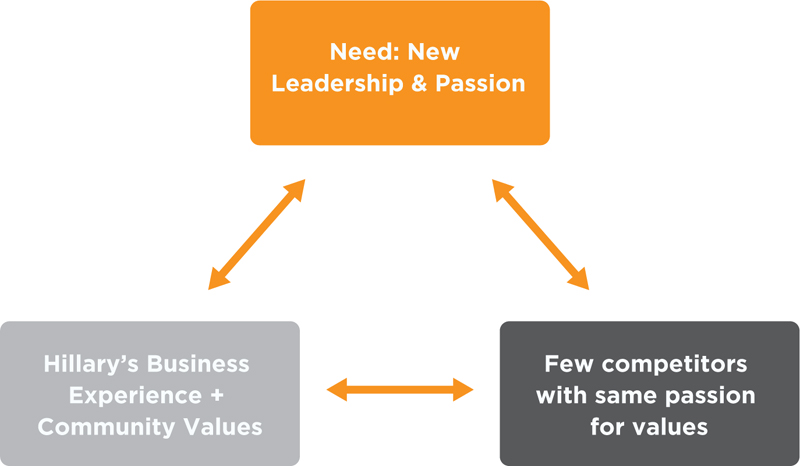 Need: New
Leadership & Passion
Hillary’s Business
Experience +
Community Values
Few competitors
with same passion
for values